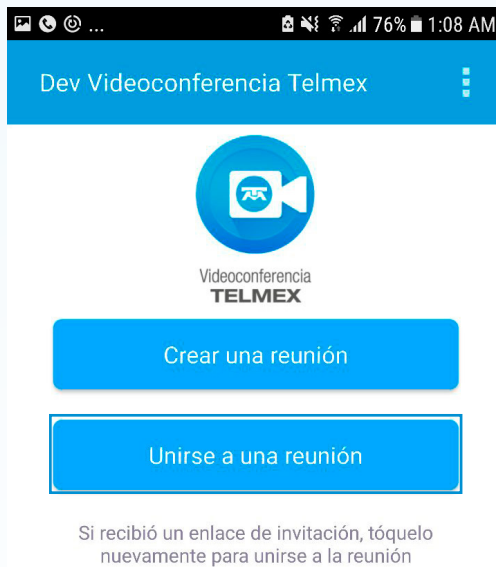 ... 76% 1:08 AM
Dev Videoconferencia Telmex
Videoconferencia
TELMEX
Crear una reunión
Unirse a una reunión
Si recibió un enlace de invitación, tóquelo
nuevamente para unirse a la reunión